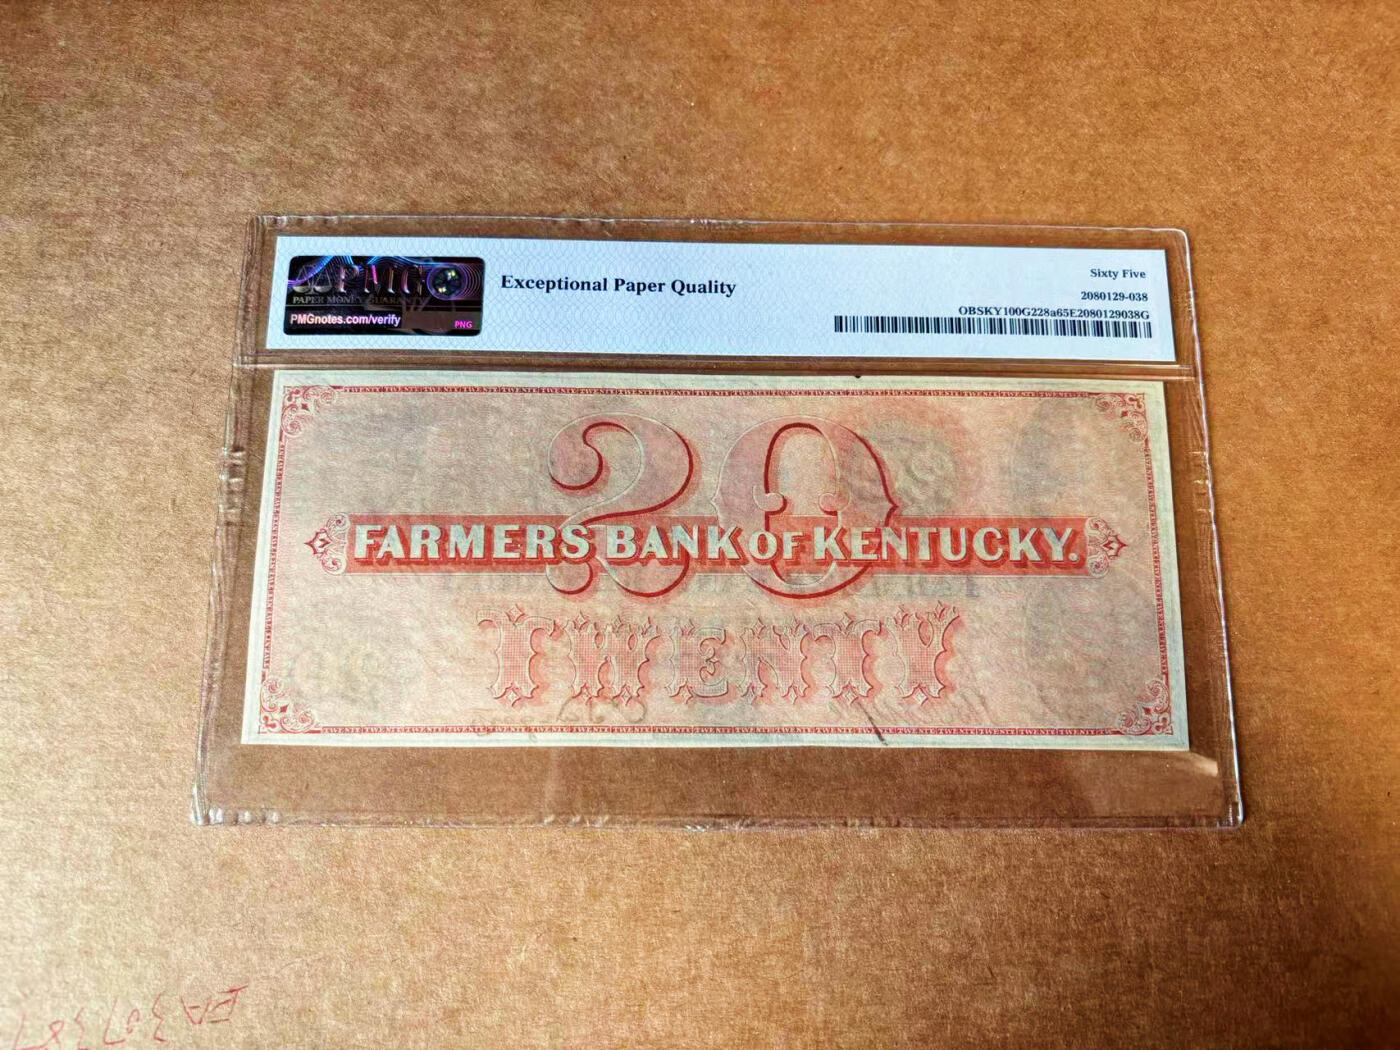 PMG
PAPER MONEY GUARANTY
PMGnotes.com/verify
PNG
Exceptional Paper Quality
Sixty Five
2080129-038
OBSKY100G228a65E2080129038G
20
FARMERS BANK OF KENTUCKY.
TWENTY